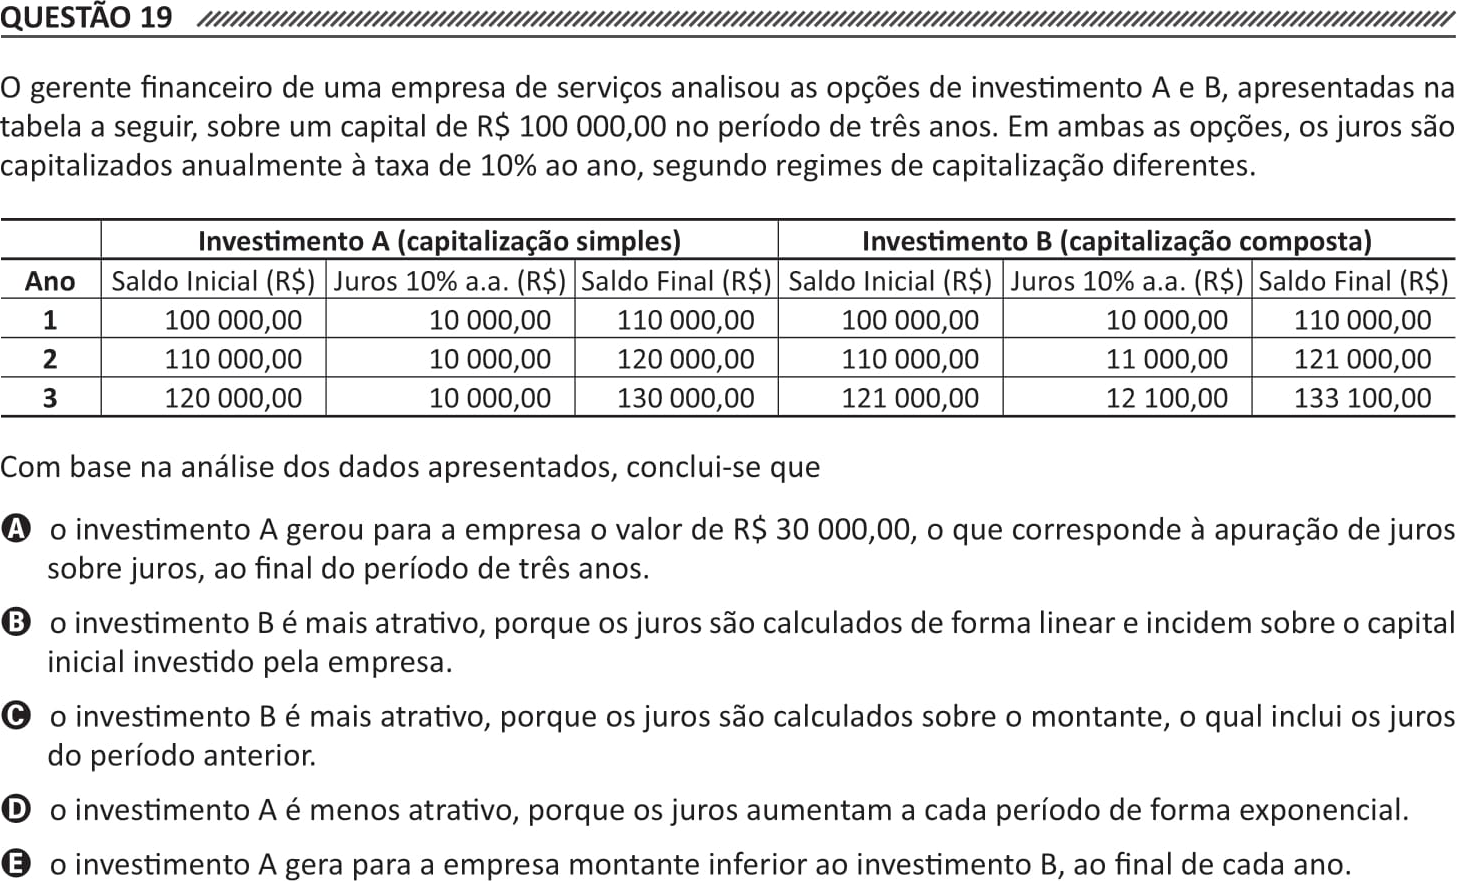 QUESTÃO 19
O gerente financeiro de uma empresa de serviços analisou as opções de investimento A e B, apresentadas na
tabela a seguir, sobre um capital de R$ 100 000,00 no período de três anos. Em ambas as opções, os juros são
capitalizados anualmente à taxa de 10% ao ano, segundo regimes de capitalização diferentes.
Investimento A (capitalização simples) Investimento B (capitalização composta)
Ano Saldo Inicial (R$) Juros 10% a.a. (R$) Saldo Final (R$) Saldo Inicial (R$) Juros 10% a.a. (R$) Saldo Final (R$)
1 100 000,00 10 000,00 110 000,00 100 000,00 10 000,00 110 000,00
2 110 000,00 10 000,00 120 000,00 110 000,00 11 000,00 121 000,00
3 120 000,00 10 000,00 130 000,00 121 000,00 12 100,00 133 100,00
Com base na análise dos dados apresentados, conclui-se que
A o investimento A gerou para a empresa o valor de R$ 30 000,00, o que corresponde à apuração de juros
sobre juros, ao final do período de três anos.
B o investimento B é mais atrativo, porque os juros são calculados de forma linear e incidem sobre o capital
inicial investido pela empresa.
C o investimento B é mais atrativo, porque os juros são calculados sobre o montante, o qual inclui os juros
do período anterior.
D o investimento A é menos atrativo, porque os juros aumentam a cada período de forma exponencial.
E o investimento A gera para a empresa montante inferior ao investimento B, ao final de cada ano.